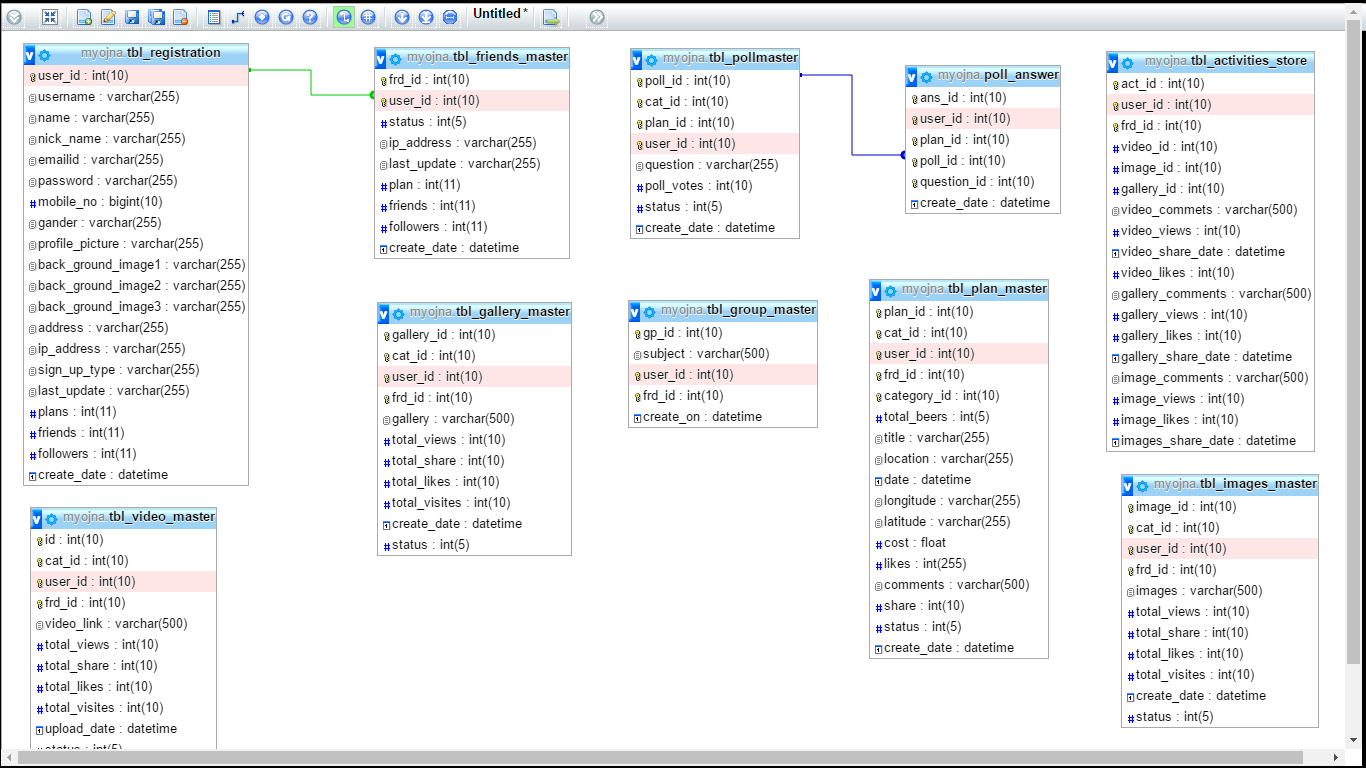 Untitled *
myojna.tbl_registration
user_id : int(10)
username : varchar(255)
name : varchar(255)
nick_name : varchar(255)
emailid : varchar(255)
password : varchar(255)
mobile_no : bigint(10)
gander : varchar(255)
profile_picture : varchar(255)
back_ground_image1 : varchar(255)
back_ground_image2 : varchar(255)
back_ground_image3 : varchar(255)
address : varchar(255)
ip_address : varchar(255)
sign_up_type : varchar(255)
last_update : varchar(255)
plans : int(11)
friends : int(11)
followers : int(11)
create_date : datetime
myojna.tbl_friends_master
frd_id : int(10)
user_id : int(10)
status : int(5)
ip_address : varchar(255)
last_update : varchar(255)
plan : int(11)
friends : int(11)
followers : int(11)
create_date : datetime
myojna.tbl_pollmaster
poll_id : int(10)
cat_id : int(10)
plan_id : int(10)
user_id : int(10)
question : varchar(255)
poll_votes : int(10)
status : int(5)
create_date : datetime
myojna.poll_answer
ans_id : int(10)
user_id : int(10)
plan_id : int(10)
poll_id : int(10)
question_id : int(10)
create_date : datetime
myojna.tbl_activities_store
act_id : int(10)
user_id : int(10)
frd_id : int(10)
video_id : int(10)
image_id : int(10)
gallery_id : int(10)
video_commets : varchar(500)
video_views : int(10)
video_share_date : datetime
video_likes : int(10)
gallery_comments : varchar(500)
gallery_views : int(10)
gallery_likes : int(10)
gallery_share_date : datetime
image_comments : varchar(500)
image_views : int(10)
image_likes : int(10)
images_share_date : datetime
myojna.tbl_gallery_master
gallery_id : int(10)
cat_id : int(10)
user_id : int(10)
frd_id : int(10)
gallery : varchar(500)
total_views : int(10)
total_share : int(10)
total_likes : int(10)
total_visites : int(10)
create_date : datetime
status : int(5)
myojna.tbl_group_master
gp_id : int(10)
subject : varchar(500)
user_id : int(10)
frd_id : int(10)
create_on : datetime
myojna.tbl_plan_master
plan_id : int(10)
cat_id : int(10)
user_id : int(10)
frd_id : int(10)
category_id : int(10)
total_beers : int(5)
title : varchar(255)
location : varchar(255)
date : datetime
longitude : varchar(255)
latitude : varchar(255)
cost : float
likes : int(255)
comments : varchar(500)
share : int(10)
status : int(5)
create_date : datetime
myojna.tbl_video_master
id : int(10)
cat_id : int(10)
user_id : int(10)
frd_id : int(10)
video_link : varchar(500)
total_views : int(10)
total_share : int(10)
total_likes : int(10)
total_visites : int(10)
upload_date : datetime
status : int(5)
myojna.tbl_images_master
image_id : int(10)
cat_id : int(10)
user_id : int(10)
frd_id : int(10)
images : varchar(500)
total_views : int(10)
total_share : int(10)
total_likes : int(10)
total_visites : int(10)
create_date : datetime
status : int(5)